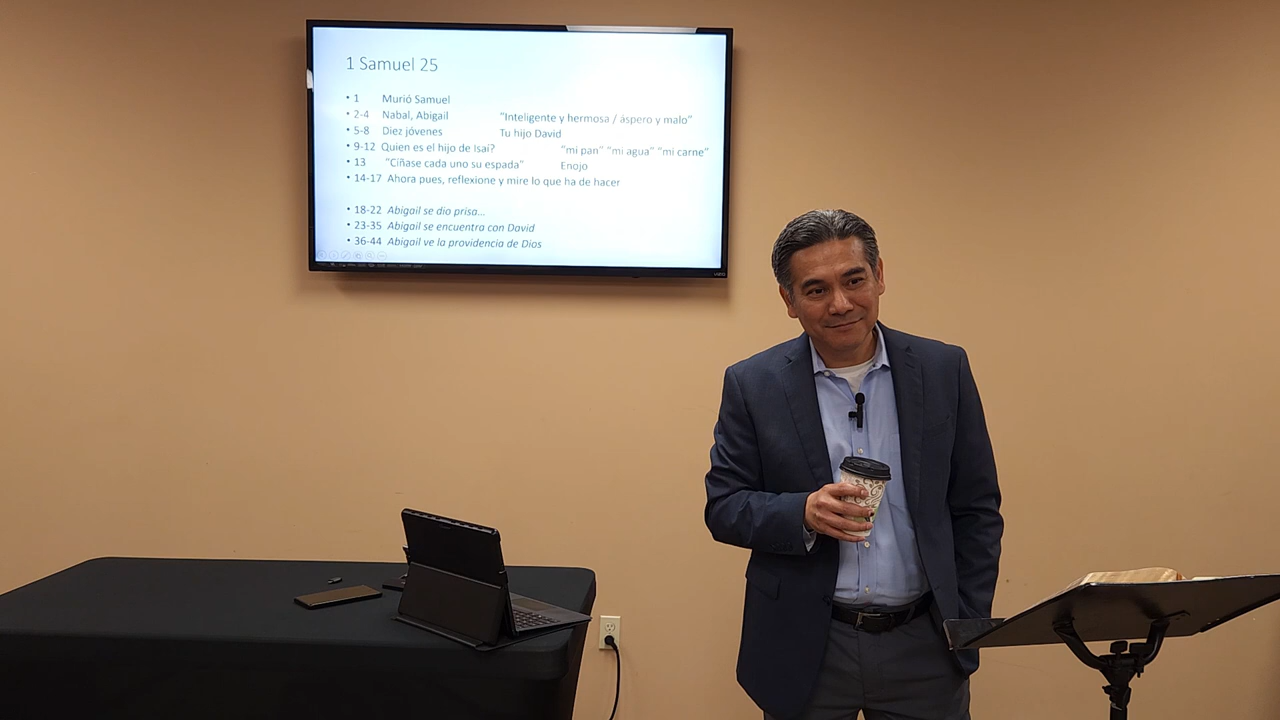 1 Samuel 25
• 1 Murió Samuel
• 2-4 Nabal, Abigail "Inteligente y hermosa / áspero y malo"
• 5-8 Diez jóvenes Tu hijo David
• 9-12 Quien es el hijo de Isaí? "mi pan" "mi agua" "mi carne"
• 13 "Cíñase cada uno su espada" Enojo
• 14-17 Ahora pues, reflexione y mire lo que ha de hacer
• 18-22 Abigail se dio prisa...
• 23-35 Abigail se encuentra con David
• 36-44 Abigail ve la providencia de Dios
VIZIO